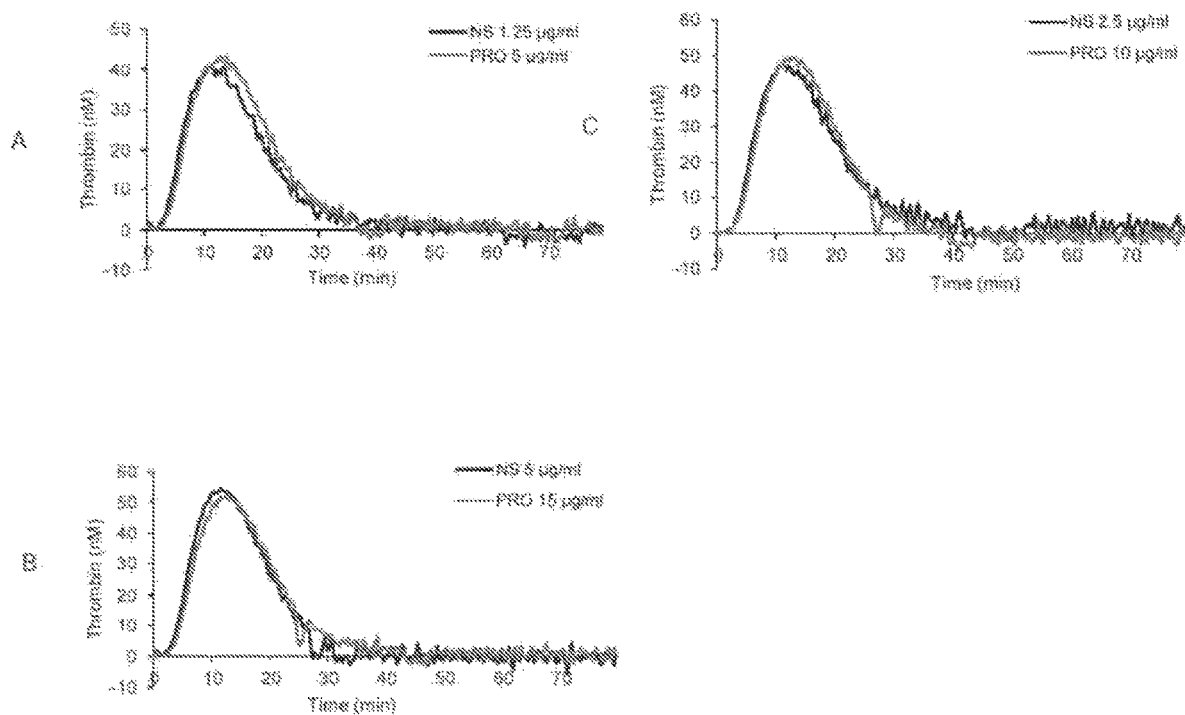 A
Thrombin (nM)
50
40
30
20
10
0
-10
0 10 20 30 40 50 60 70
Time (min)
NS 1.25 µg/ml
PRO 5 µg/ml
C
Thrombin (nM)
60
50
40
30
20
10
0
-10
0 10 20 30 40 50 60 70
Time (min)
NS 2.5 µg/ml
PRO 10 µg/ml
B
Thrombin (nM)
60
50
40
30
20
10
0
-10
0 10 20 30 40 50 60 70
Time (min)
NS 5 µg/ml
PRO 15 µg/ml